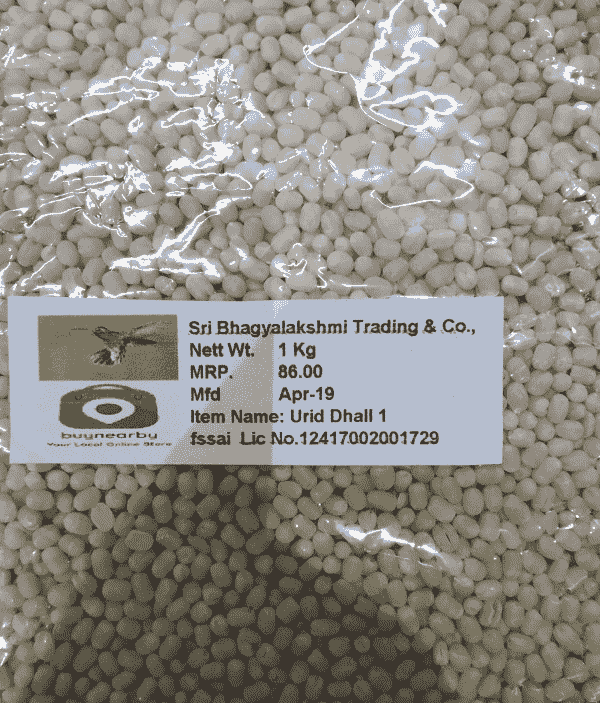 Sri Bhagyalakshmi Trading & Co.,
Nett Wt. 1 Kg
MRP. 86.00
Mfd Apr-19
Item Name: Urid Dhall 1
fssai Lic No.12417002001729
buynearby
Your Local Online Store